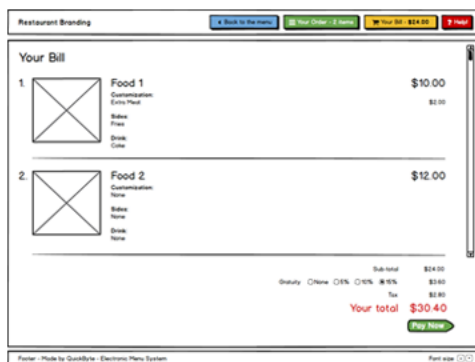 Restaurant Branding
Back to the menu
Your Order - 2 items
Your Bill - $24.00
? Help!
Your Bill
1.
Food 1 $10.00
Customization:
Extra Meat $2.00
Sides:
Fries
Drink:
Coke
2.
Food 2 $12.00
Customization:
None
Sides:
None
Drink:
None
Sub-total $24.00
Gratuity None 5% 10% 15% $3.60
Tax $2.80
Your total $30.40
Pay Now
Footer - Made by QuickByte - Electronic Menu System
Font size